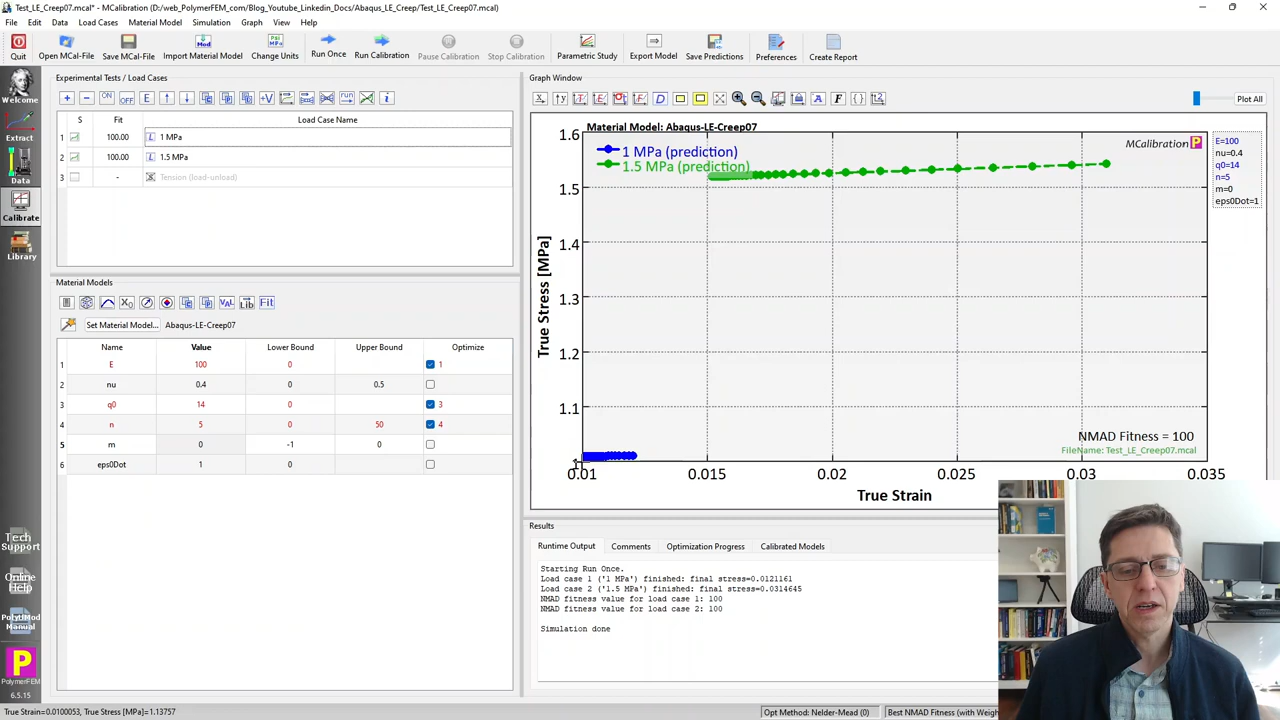 Test_LE_Creep07.mcal* - MCalibration (D:/web_PolymerFEM_com/Blog_Youtube_Linkedin_Docs/Abaqus_LE_Creep/Test_LE_Creep07.mcal)
File Edit Data Load Calibration Material Model Simulation Graph View Help
Quit Open MCal-File Save MCal-File Import Material Model Change Units Run Once Run Calibration Pause Calibration Stop Calibration Parametric Study Export Model Save Predictions Preferences Create Report
Welcome
Extract
Data
Calibrate
Library
Tech Support
Online Help
PolyUMod Manual
PolymerFEM
6.5.15
Experimental Tests / Load Cases
S Fit Load Case Name
1 100.00 L 1 MPa
2 100.00 L 1.5 MPa
3 - Tension (load-unload)
Material Models
Set Material Model... Abaqus-LE-Creep07
Name Value Lower Bound Upper Bound Optimize
1 E 100 0 1
2 nu 0.4 0 0.5
3 q0 14 0 3
4 n 5 0 50 4
5 m 0 -1 0
6 eps0Dot 1 0
Graph Window
Plot All
Material Model: Abaqus-LE-Creep07
MCalibration P
1 MPa (prediction)
1.5 MPa (prediction)
E=100
nu=0.4
q0=14
n=5
m=0
eps0Dot=1
1.6
1.5
1.4
1.3
1.2
1.1
1
True Stress [MPa]
NMAD Fitness = 100
FileName: Test_LE_Creep07.mcal
0.01 0.015 0.02 0.025 0.03 0.035
True Strain
Results
Runtime Output Comments Optimization Progress Calibrated Models
Starting Run Once.
Load case 1 ('1 MPa') finished: final stress=0.0121161
Load case 2 ('1.5 MPa') finished: final stress=0.0314645
NMAD fitness value for load case 1: 100
NMAD fitness value for load case 2: 100
Simulation done
True Strain=0.0100053, True Stress [MPa]=1.13757
Opt Method: Nelder-Mead (0) Best NMAD Fitness (with Weigh